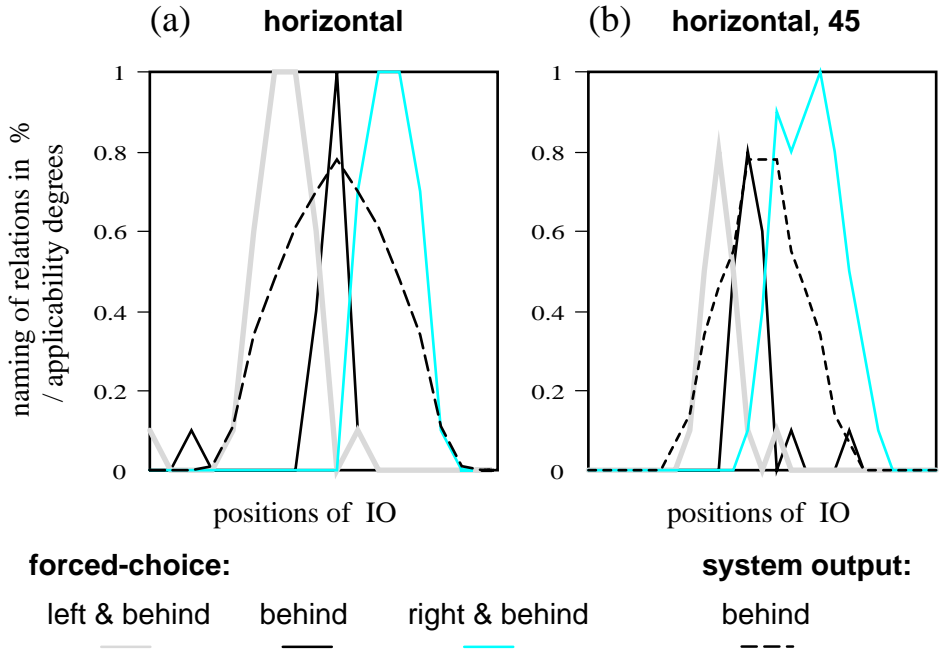 (a) horizontal
(b) horizontal, 45
naming of relations in %
/ applicability degrees
1
0.8
0.6
0.4
0.2
0
positions of IO
1
0.8
0.6
0.4
0.2
0
positions of IO
forced-choice:
system output:
left & behind
behind
right & behind
behind